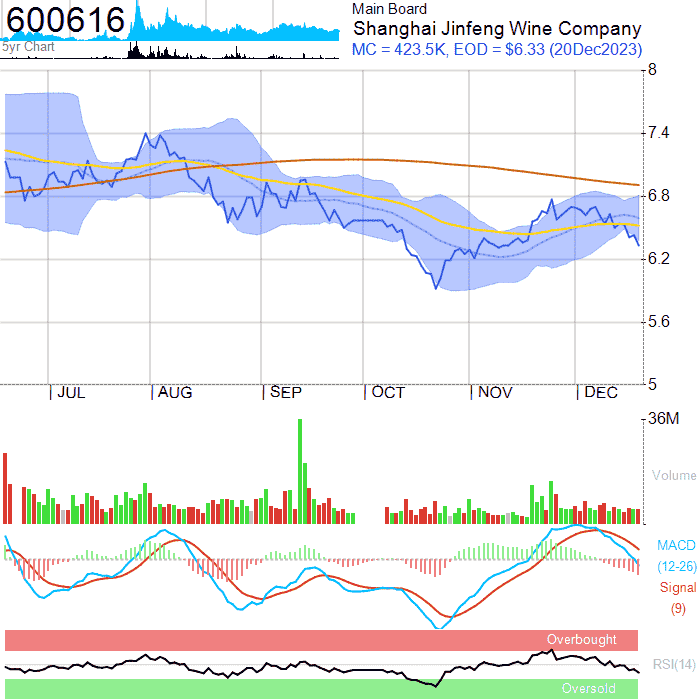 600616
5yr Chart
Main Board
Shanghai Jinfeng Wine Company
MC = 423.5K, EOD = $6.33 (20Dec2023)
8
7.4
6.8
6.2
5.6
5
JUL
AUG
SEP
OCT
NOV
DEC
36M
Volume
MACD
(12-26)
Signal
(9)
Overbought
RSI(14)
Oversold